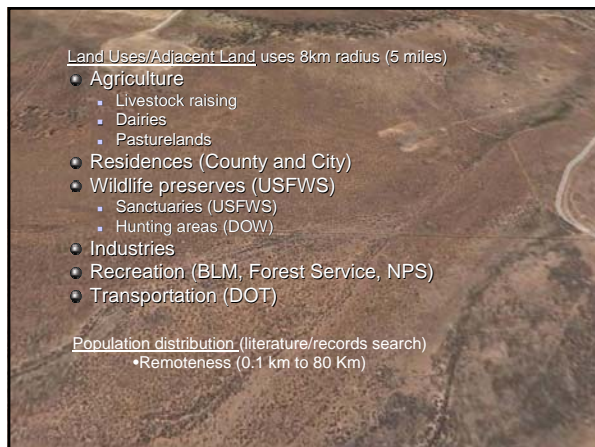 Land Uses/Adjacent Land uses 8km radius (5 miles)
Agriculture
Livestock raising
Dairies
Pasturelands
Residences (County and City)
Wildlife preserves (USFWS)
Sanctuaries (USFWS)
Hunting areas (DOW)
Industries
Recreation (BLM, Forest Service, NPS)
Transportation (DOT)
Population distribution (literature/records search)
•Remoteness (0.1 km to 80 Km)